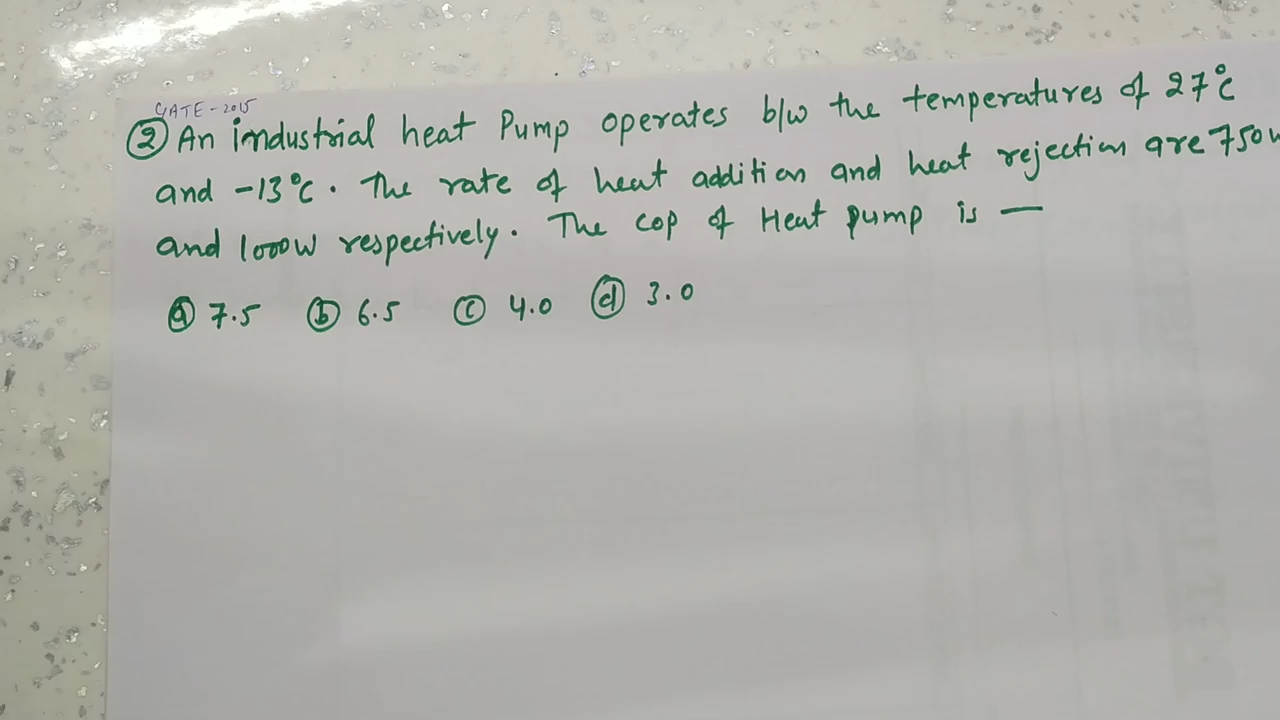 GATE-2015
② An industrial heat Pump operates b/w the temperatures of 27°C
and -13°C. The rate of heat addition and heat rejection are 750W
and 1000W respectively. The cop of Heat pump is —
ⓐ 7.5 ⓑ 6.5 ⓒ 4.0 ⓓ 3.0